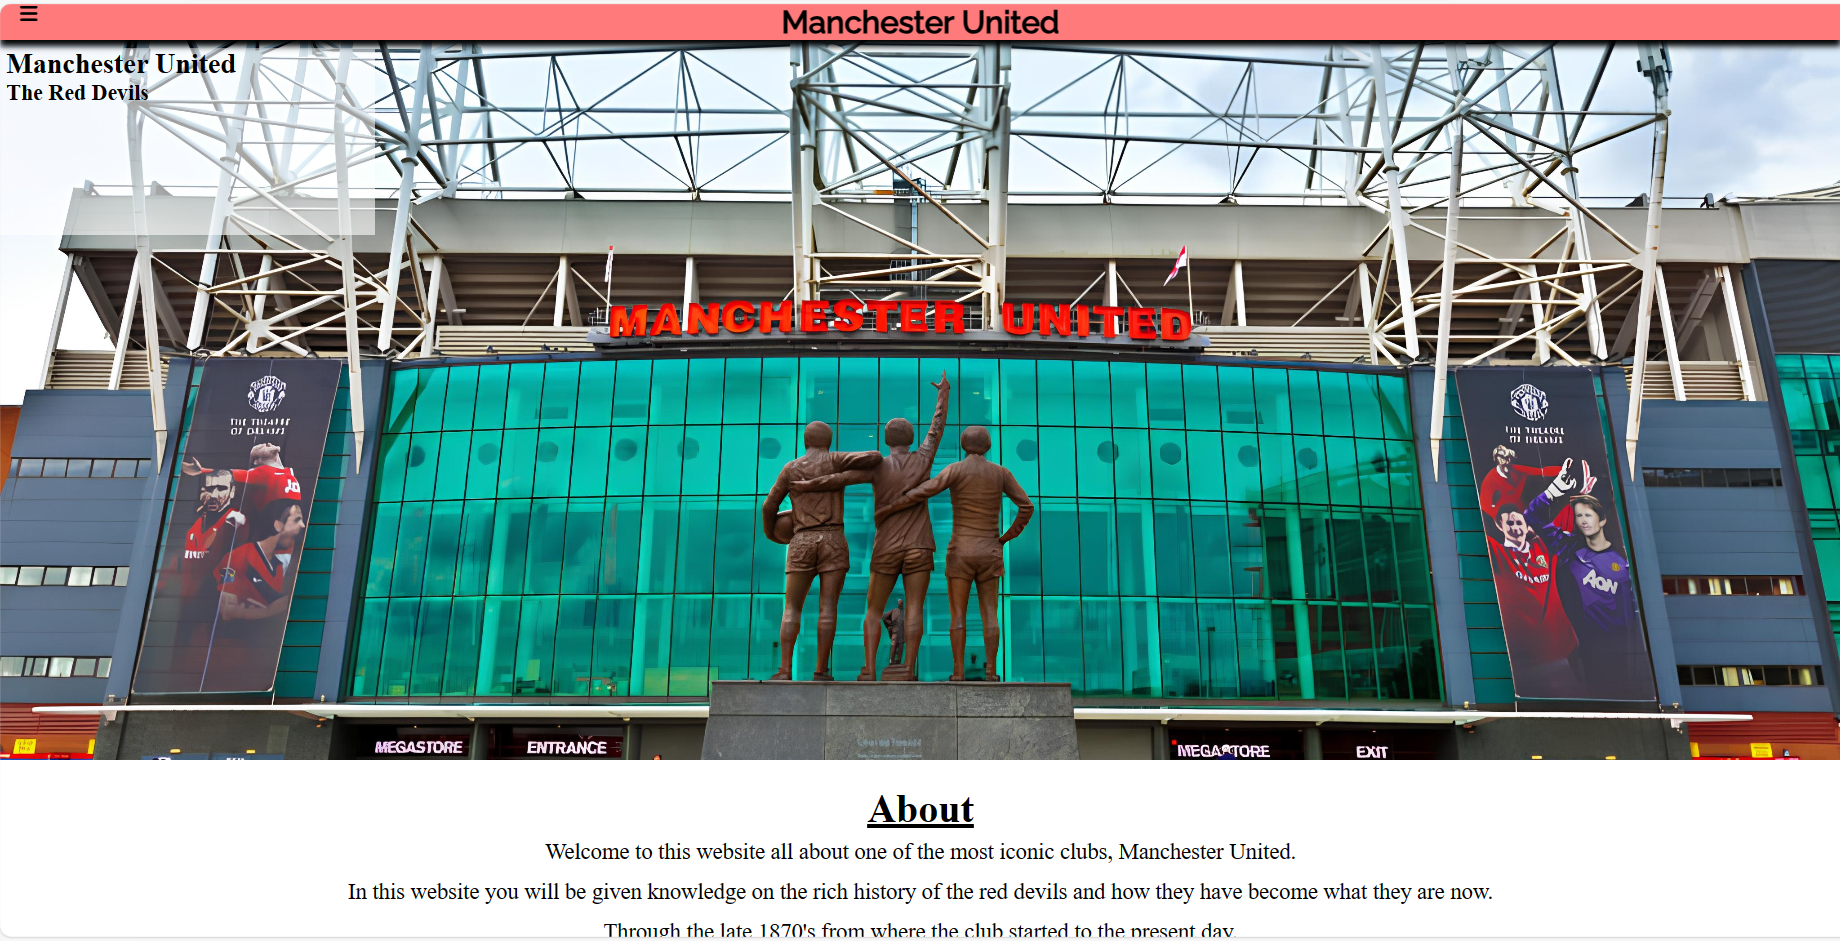 Manchester United
Manchester United
The Red Devils
MANCHESTER UNITED
THE THEATRE
OF DREAMS
THE THEATRE
OF DREAMS
AON
MEGASTORE
ENTRANCE
MEGASTORE
EXIT
About
Welcome to this website all about one of the most iconic clubs, Manchester United.
In this website you will be given knowledge on the rich history of the red devils and how they have become what they are now.
Through the late 1870's from where the club started to the present day.